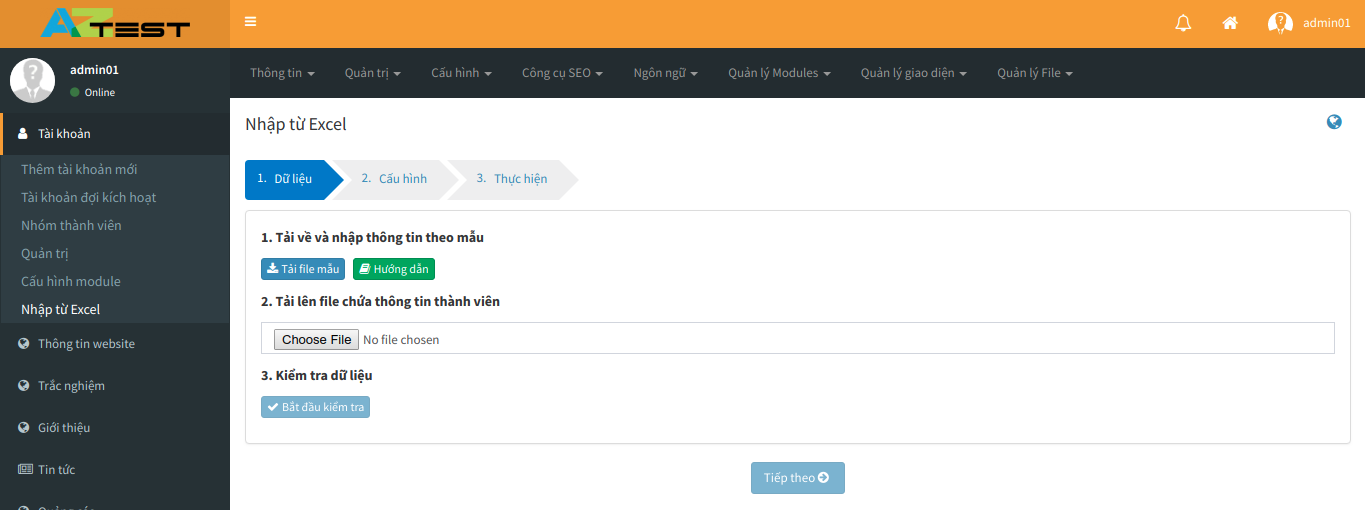 AZTEST
admin01
admin01
Online
Thông tin
Quản trị
Cấu hình
Công cụ SEO
Ngôn ngữ
Quản lý Modules
Quản lý giao diện
Quản lý File
Tài khoản
Thêm tài khoản mới
Tài khoản đợi kích hoạt
Nhóm thành viên
Quản trị
Cấu hình module
Nhập từ Excel
Thông tin website
Trắc nghiệm
Giới thiệu
Tin tức
Nhập từ Excel
1. Dữ liệu
2. Cấu hình
3. Thực hiện
1. Tải về và nhập thông tin theo mẫu
Tải file mẫu
Hướng dẫn
2. Tải lên file chứa thông tin thành viên
Choose File No file chosen
3. Kiểm tra dữ liệu
Bắt đầu kiểm tra
Tiếp theo